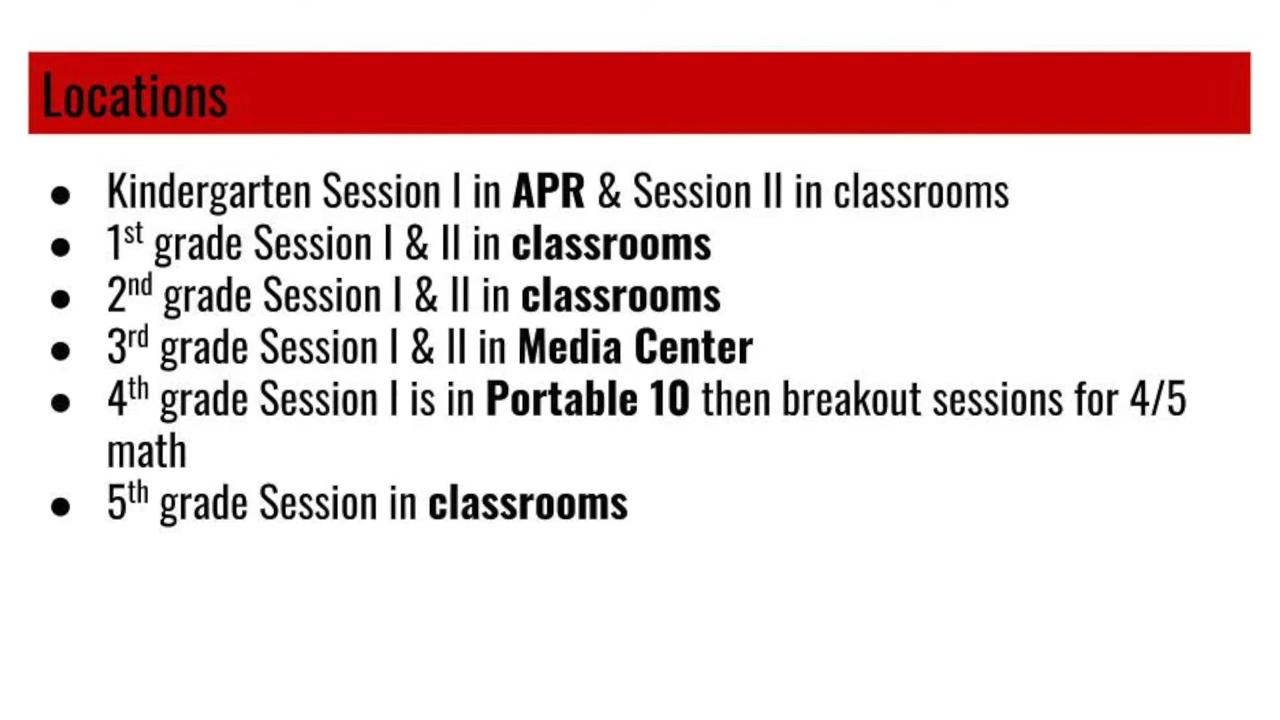 Locations
● Kindergarten Session I in APR & Session II in classrooms
● 1st grade Session I & II in classrooms
● 2nd grade Session I & II in classrooms
● 3rd grade Session I & II in Media Center
● 4th grade Session I is in Portable 10 then breakout sessions for 4/5
math
● 5th grade Session in classrooms